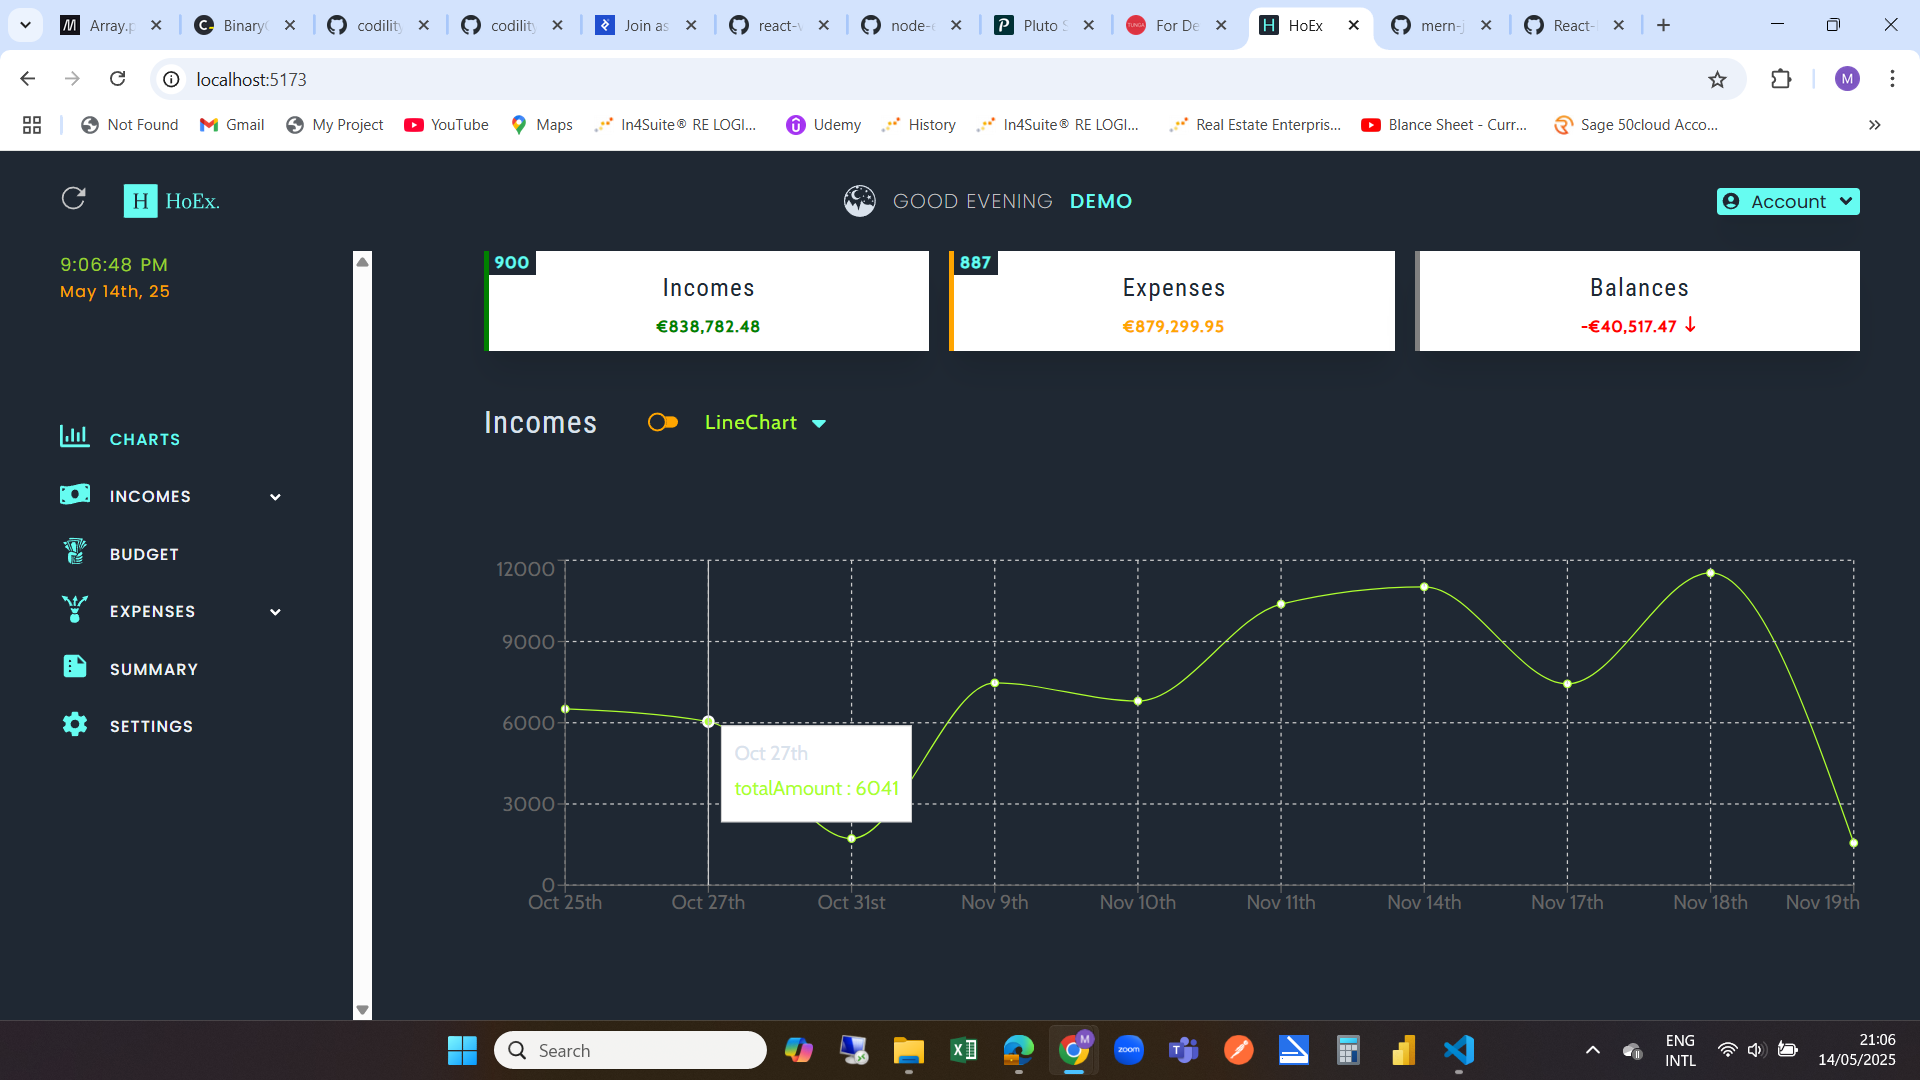 Array.p
Binary
codility
codility
Join as
react-v
node-e
Pluto S
For De
HoEx
mern-j
React-
localhost:5173
M
Not Found
Gmail
My Project
YouTube
Maps
In4Suite® RE LOGI...
Udemy
History
In4Suite® RE LOGI...
Real Estate Enterpris...
Blance Sheet - Curr...
Sage 50cloud Acco...
H HoEx.
GOOD EVENING DEMO
Account
9:06:48 PM
May 14th, 25
CHARTS
INCOMES
BUDGET
EXPENSES
SUMMARY
SETTINGS
900
Incomes
€838,782.48
887
Expenses
€879,299.95
Balances
-€40,517.47
Incomes LineChart
12000
9000
6000
3000
0
Oct 27th
totalAmount : 6041
Oct 25th Oct 27th Oct 31st Nov 9th Nov 10th Nov 11th Nov 14th Nov 17th Nov 18th Nov 19th
Search
M
zoom
ENG
INTL
21:06
14/05/2025